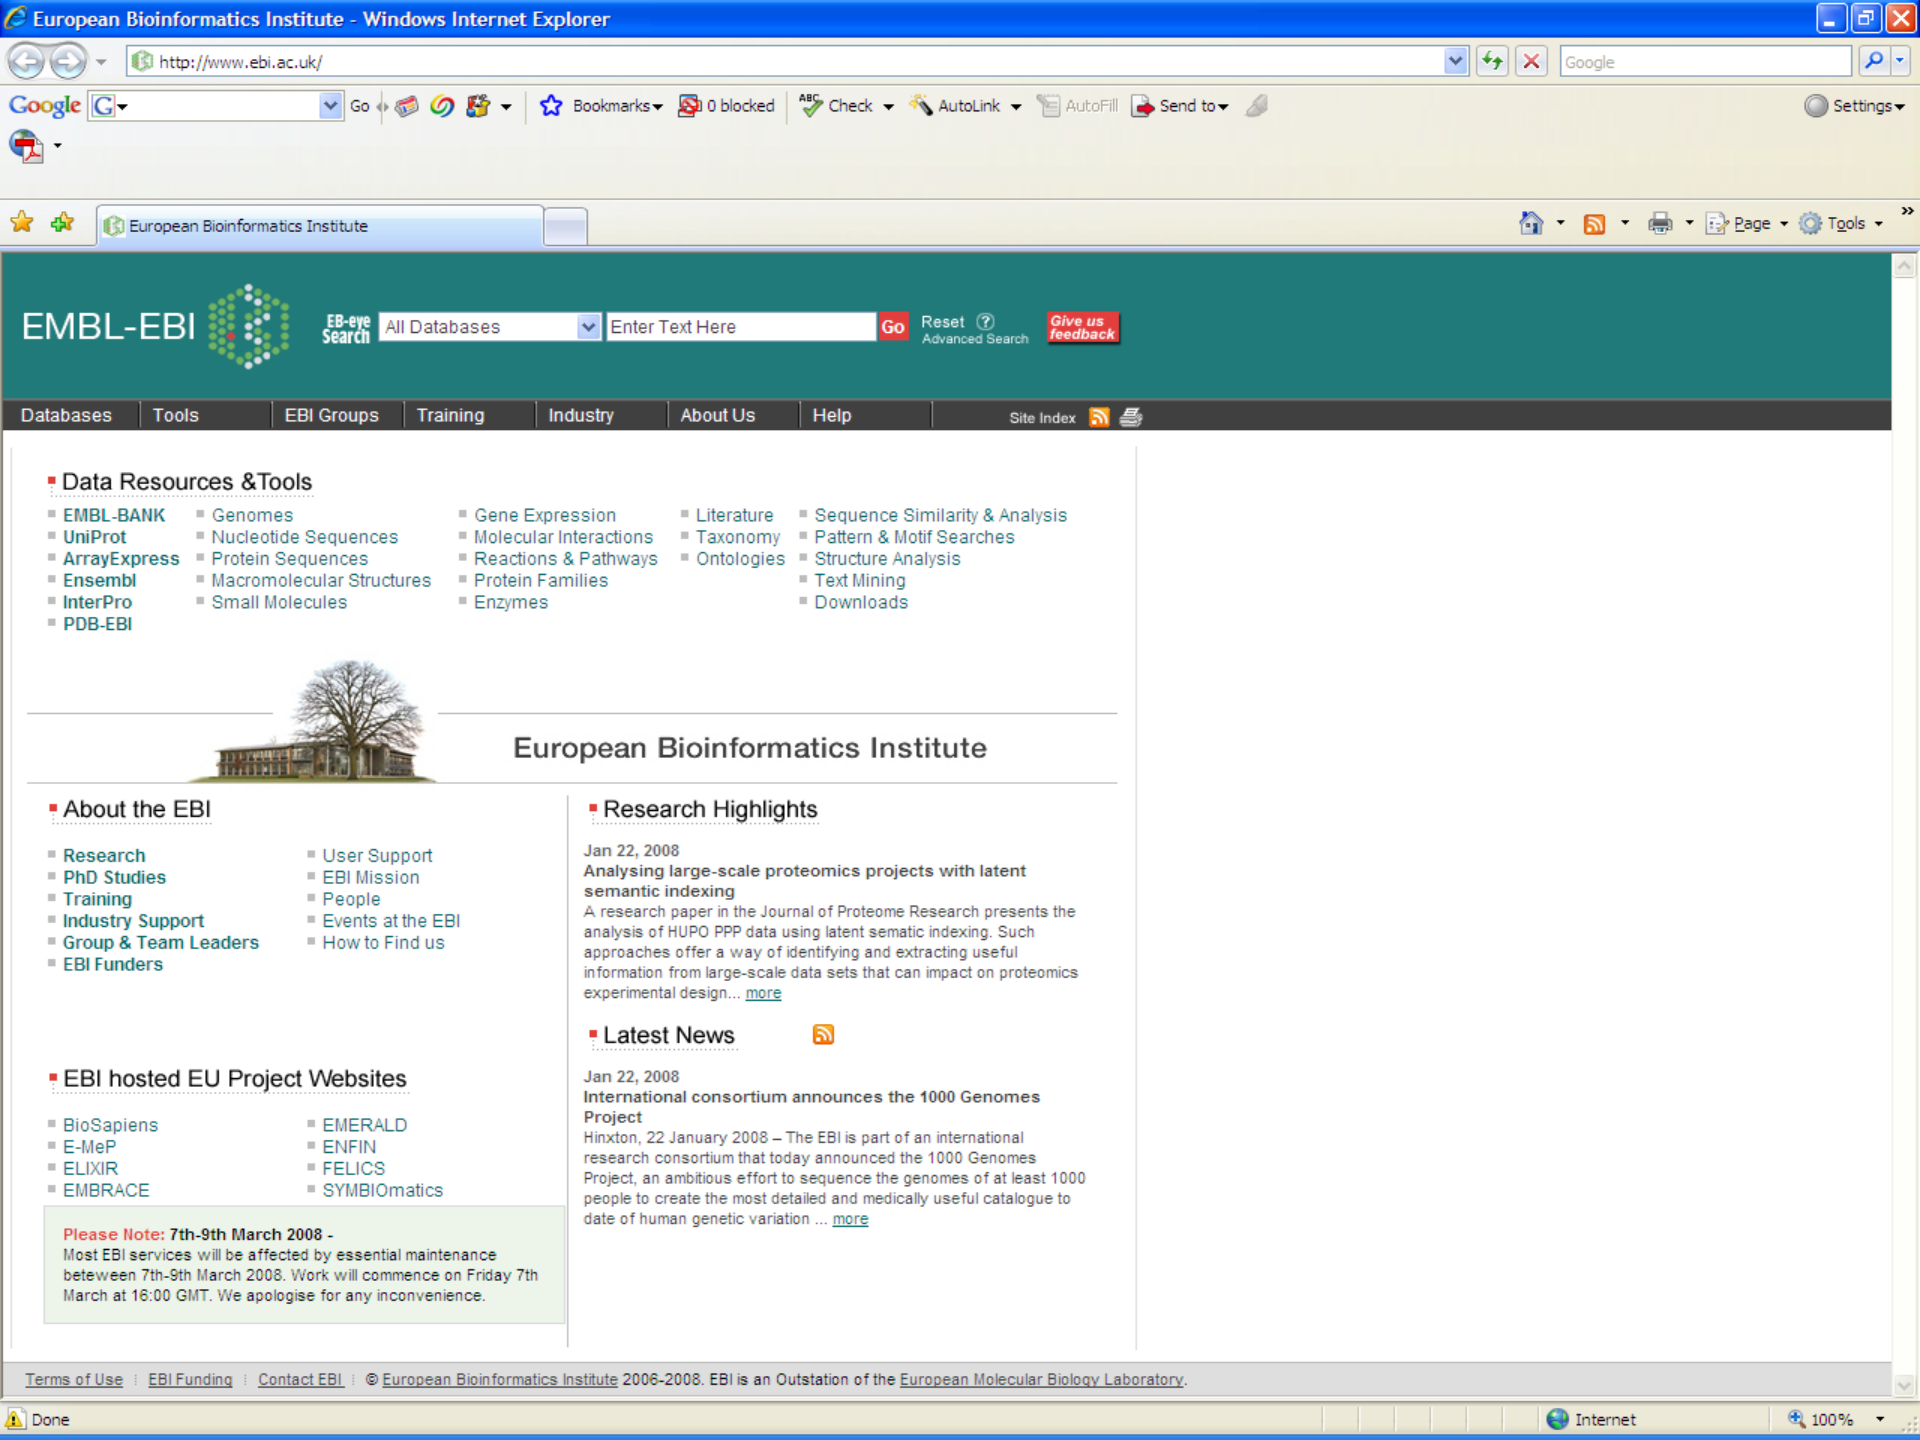 European Bioinformatics Institute - Windows Internet Explorer
http://www.ebi.ac.uk/
Google
Google G Go Bookmarks 0 blocked ABC Check AutoLink AutoFill Send to Settings
European Bioinformatics Institute
Page Tools »
EMBL-EBI
EB-eye
Search
All Databases
Enter Text Here
Go
Reset ?
Advanced Search
Give us
feedback
Databases Tools EBI Groups Training Industry About Us Help Site Index
Data Resources &Tools
EMBL-BANK
UniProt
ArrayExpress
Ensembl
InterPro
PDB-EBI
Genomes
Nucleotide Sequences
Protein Sequences
Macromolecular Structures
Small Molecules
Gene Expression
Molecular Interactions
Reactions & Pathways
Protein Families
Enzymes
Literature
Taxonomy
Ontologies
Sequence Similarity & Analysis
Pattern & Motif Searches
Structure Analysis
Text Mining
Downloads
European Bioinformatics Institute
About the EBI
Research
PhD Studies
Training
Industry Support
Group & Team Leaders
EBI Funders
User Support
EBI Mission
People
Events at the EBI
How to Find us
EBI hosted EU Project Websites
BioSapiens
E-MeP
ELIXIR
EMBRACE
EMERALD
ENFIN
FELICS
SYMBIOmatics
Please Note: 7th-9th March 2008 -
Most EBI services will be affected by essential maintenance
beteween 7th-9th March 2008. Work will commence on Friday 7th
March at 16:00 GMT. We apologise for any inconvenience.
Research Highlights
Jan 22, 2008
Analysing large-scale proteomics projects with latent
semantic indexing
A research paper in the Journal of Proteome Research presents the
analysis of HUPO PPP data using latent sematic indexing. Such
approaches offer a way of identifying and extracting useful
information from large-scale data sets that can impact on proteomics
experimental design... more
Latest News
Jan 22, 2008
International consortium announces the 1000 Genomes
Project
Hinxton, 22 January 2008 – The EBI is part of an international
research consortium that today announced the 1000 Genomes
Project, an ambitious effort to sequence the genomes of at least 1000
people to create the most detailed and medically useful catalogue to
date of human genetic variation ... more
Terms of Use EBI Funding Contact EBI © European Bioinformatics Institute 2006-2008. EBI is an Outstation of the European Molecular Biology Laboratory.
Done Internet 100%